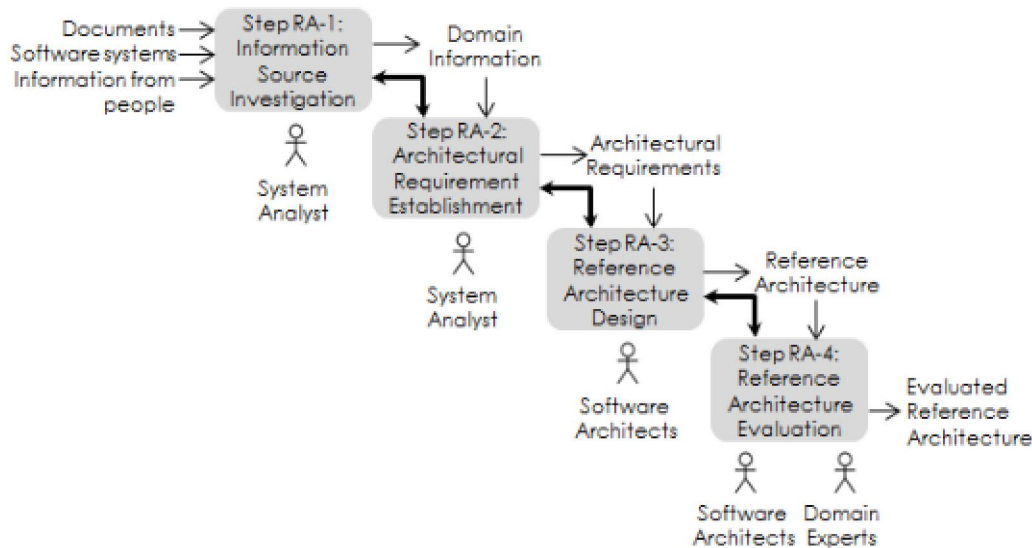 Documents
Software systems
Information from
people
Step RA-1:
Information
Source
Investigation
Domain
Information
System
Analyst
Step RA-2:
Architectural
Requirement
Establishment
Architectural
Requirements
System
Analyst
Step RA-3:
Reference
Architecture
Design
Reference
Architecture
Software
Architects
Step RA-4:
Reference
Architecture
Evaluation
Evaluated
Reference
Architecture
Software
Architects
Domain
Experts